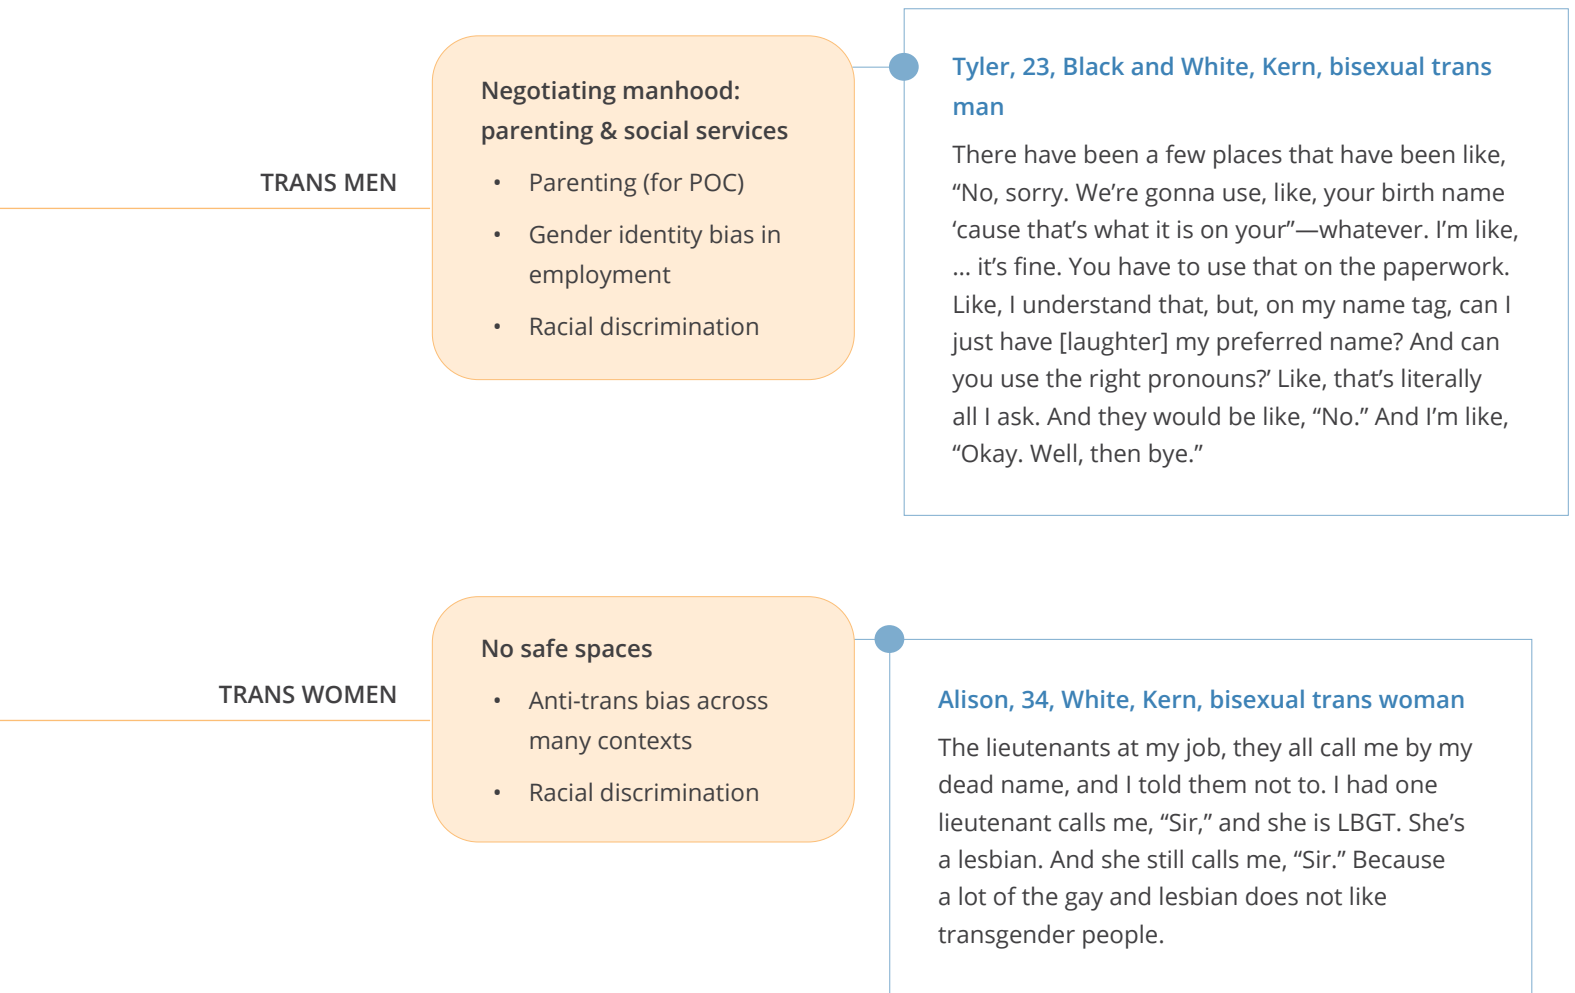 TRANS MEN
Negotiating manhood:
parenting & social services
• Parenting (for POC)
• Gender identity bias in
employment
• Racial discrimination
Tyler, 23, Black and White, Kern, bisexual trans
man
There have been a few places that have been like,
“No, sorry. We’re gonna use, like, your birth name
‘cause that’s what it is on your”—whatever. I’m like,
... it’s fine. You have to use that on the paperwork.
Like, I understand that, but, on my name tag, can I
just have [laughter] my preferred name? And can
you use the right pronouns?’ Like, that’s literally
all I ask. And they would be like, “No.” And I’m like,
“Okay. Well, then bye.”
TRANS WOMEN
No safe spaces
• Anti-trans bias across
many contexts
• Racial discrimination
Alison, 34, White, Kern, bisexual trans woman
The lieutenants at my job, they all call me by my
dead name, and I told them not to. I had one
lieutenant calls me, “Sir,” and she is LBGT. She’s
a lesbian. And she still calls me, “Sir.” Because
a lot of the gay and lesbian does not like
transgender people.